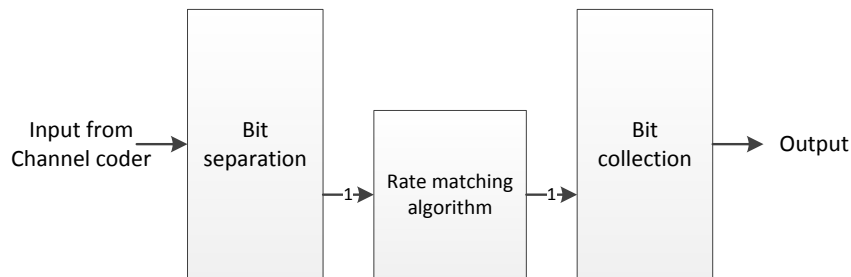 Input from
Channel coder
Bit
separation
1
Rate matching
algorithm
1
Bit
collection
Output